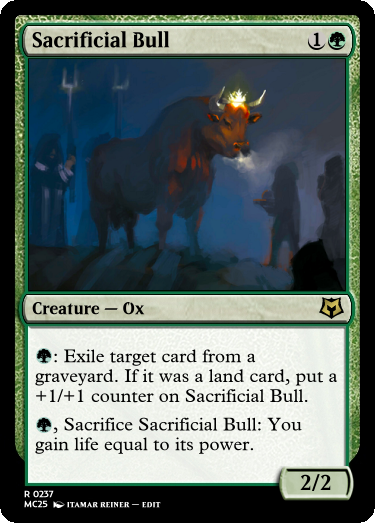 Sacrificial Bull 1
Creature — Ox
: Exile target card from a
graveyard. If it was a land card, put a
+1/+1 counter on Sacrificial Bull.
, Sacrifice Sacrificial Bull: You
gain life equal to its power.
2/2
R 0237
MC25 ITAMAR REINER — EDIT